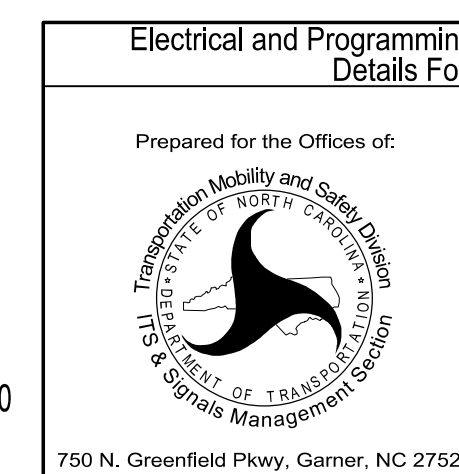 Electrical and Programmin
Details Fo
Prepared for the Offices of:
Transportation Mobility and Safety Division
STATE OF NORTH CAROLINA
DEPARTMENT OF TRANSPORTATION
ITS & Signals Management Section
0
750 N. Greenfield Pkwy, Garner, NC 2752